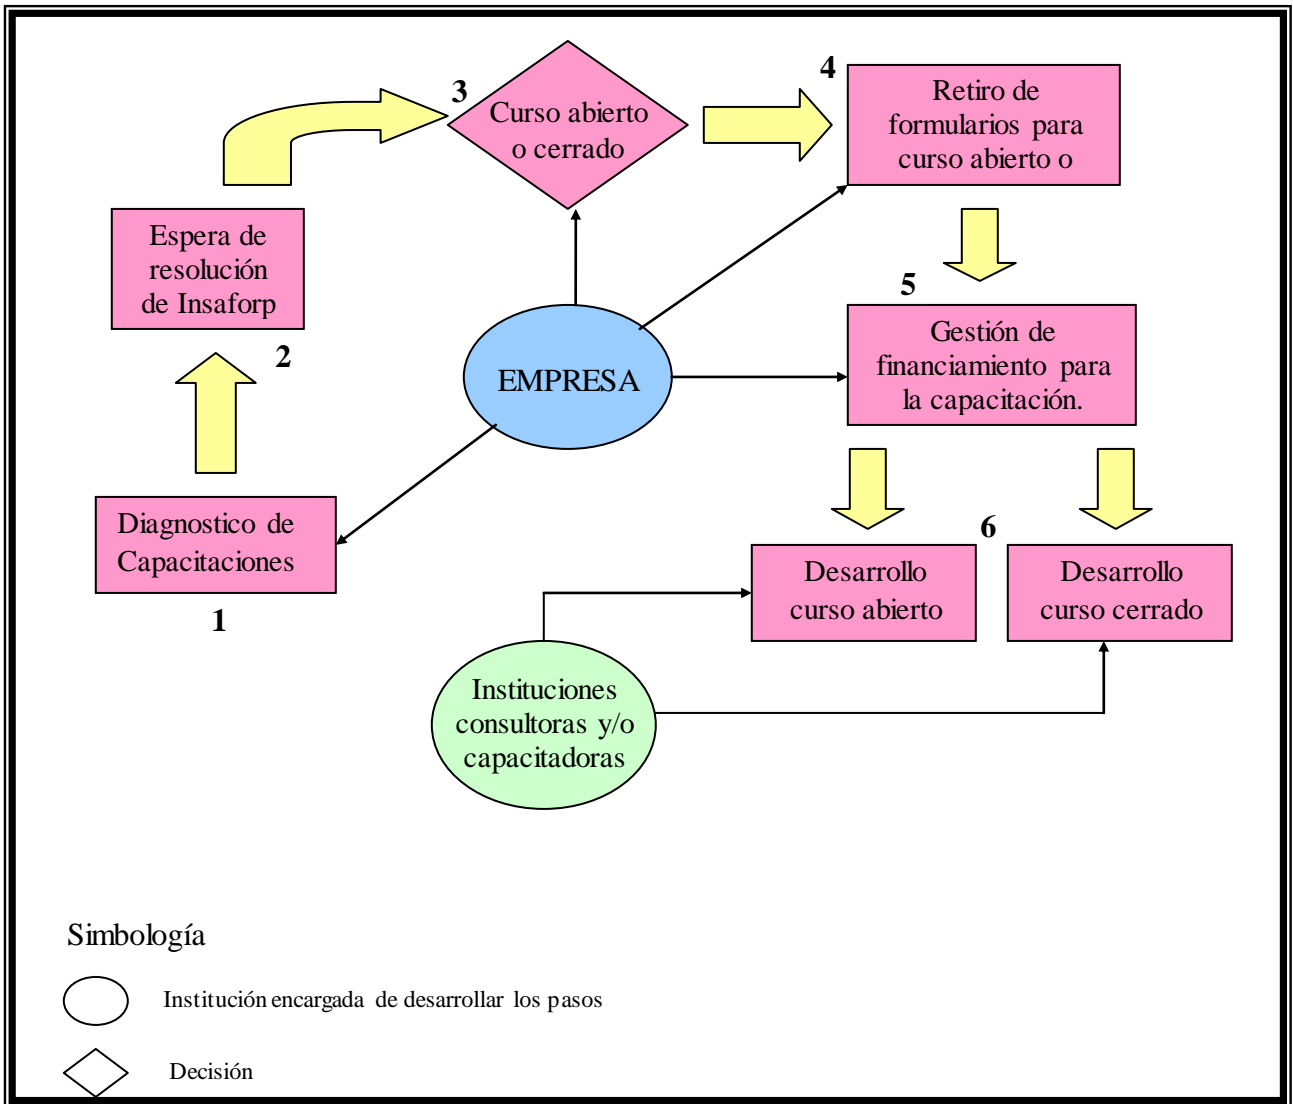 3
Curso abierto
o cerrado
4
Retiro de
formularios para
curso abierto o
Espera de
resolución
de Insaforp
2
EMPRESA
5
Gestión de
financiamiento para
la capacitación.
Diagnostico de
Capacitaciones
1
6
Desarrollo
curso abierto
Desarrollo
curso cerrado
Instituciones
consultoras y/o
capacitadoras
Simbología
Institución encargada de desarrollar los pasos
Decisión